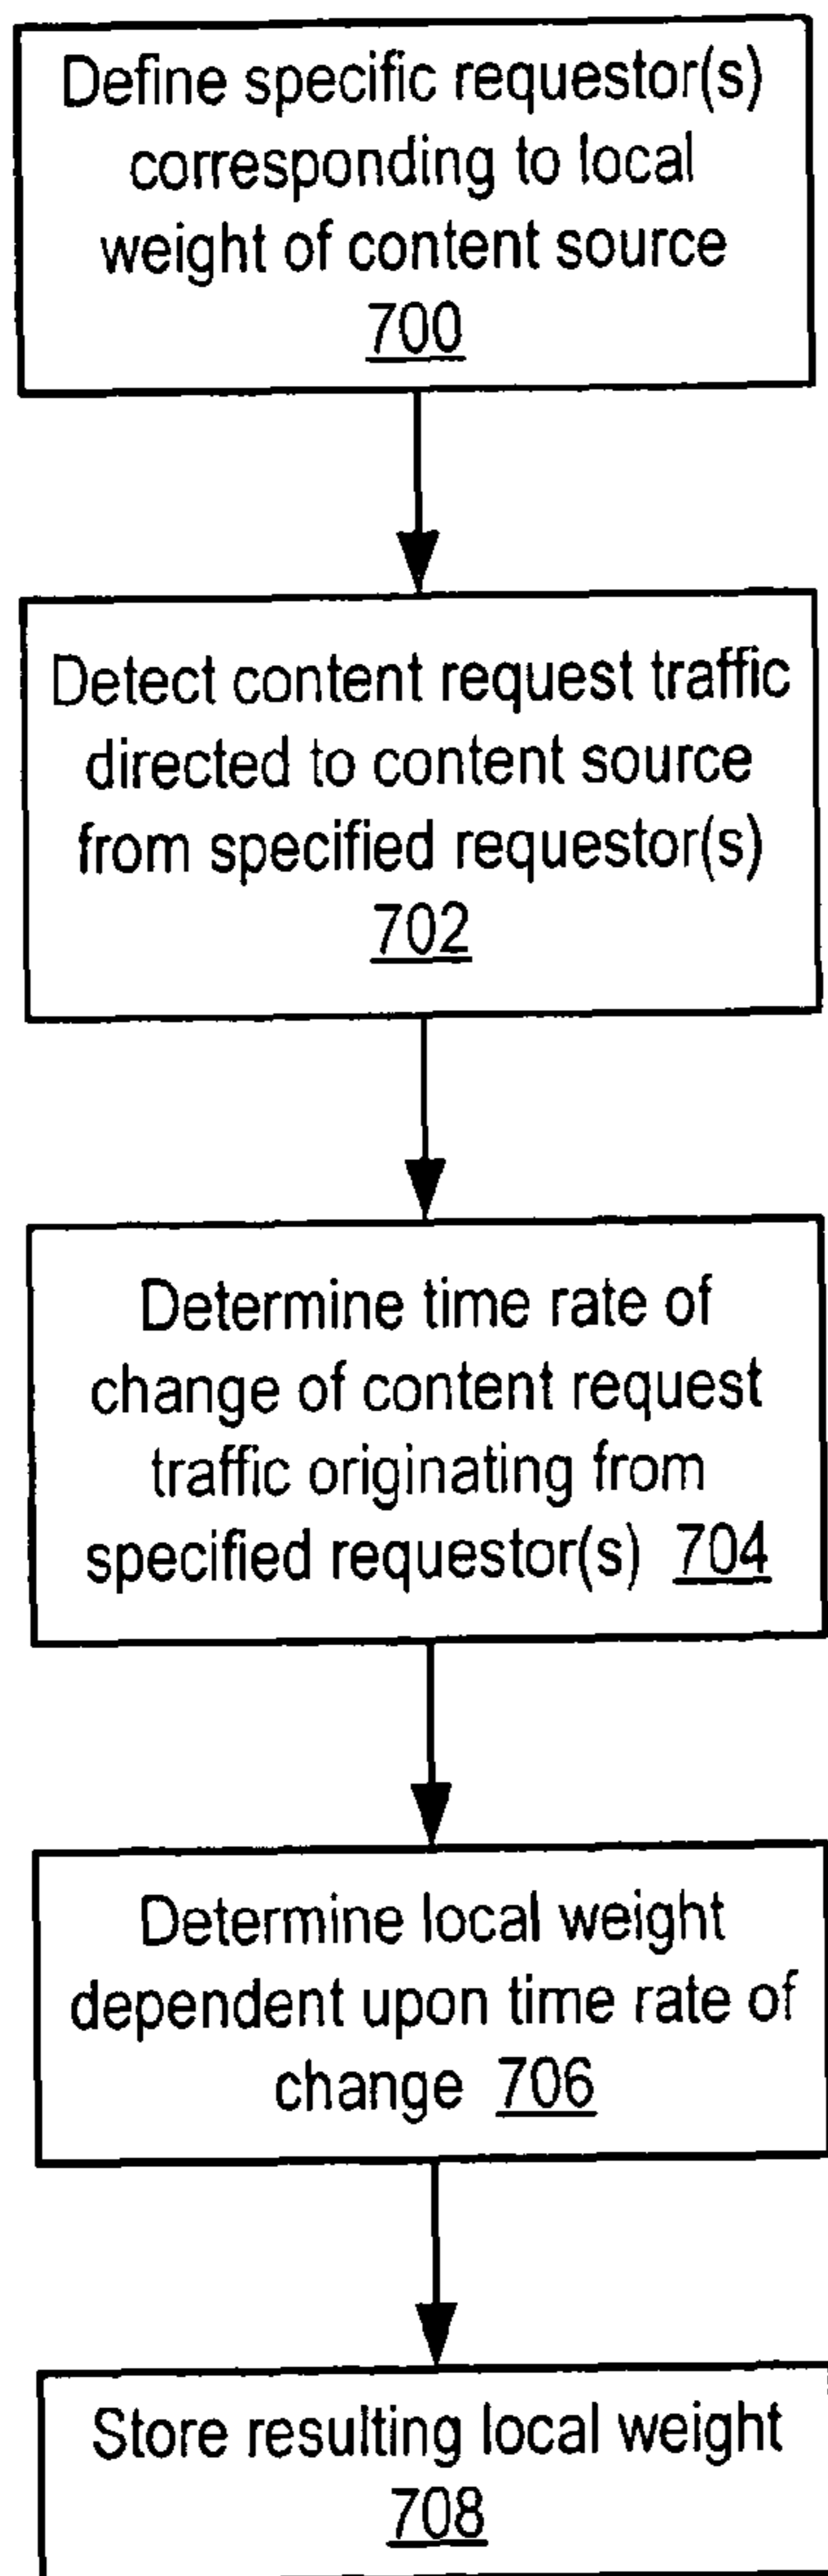 Define specific requestor(s)
corresponding to local
weight of content source
700
Detect content request traffic
directed to content source
from specified requestor(s)
702
Determine time rate of
change of content request
traffic originating from
specified requestor(s) 704
Determine local weight
dependent upon time rate of
change 706
Store resulting local weight
708